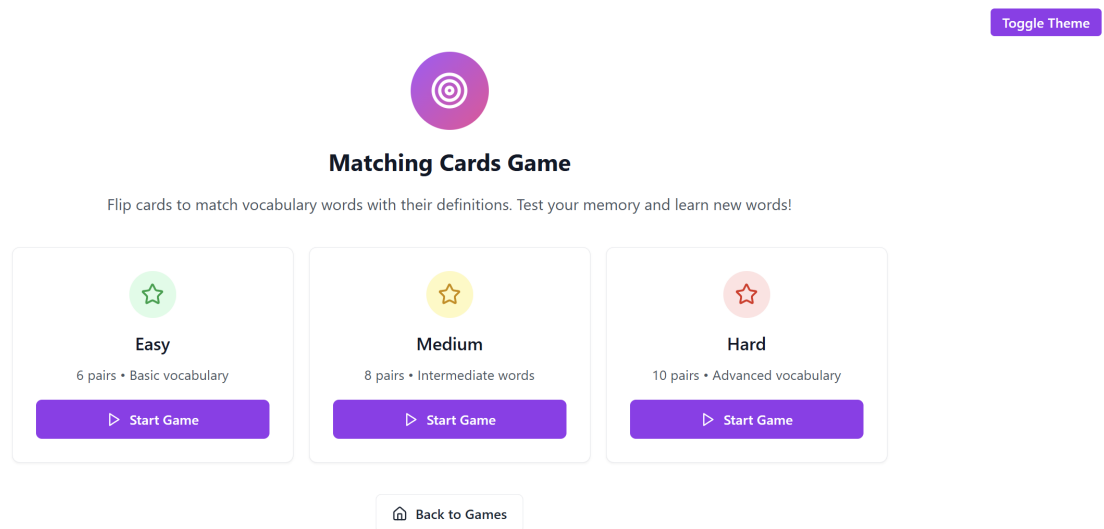 Toggle Theme
Matching Cards Game
Flip cards to match vocabulary words with their definitions. Test your memory and learn new words!
Easy
6 pairs • Basic vocabulary
Start Game
Medium
8 pairs • Intermediate words
Start Game
Hard
10 pairs • Advanced vocabulary
Start Game
Back to Games